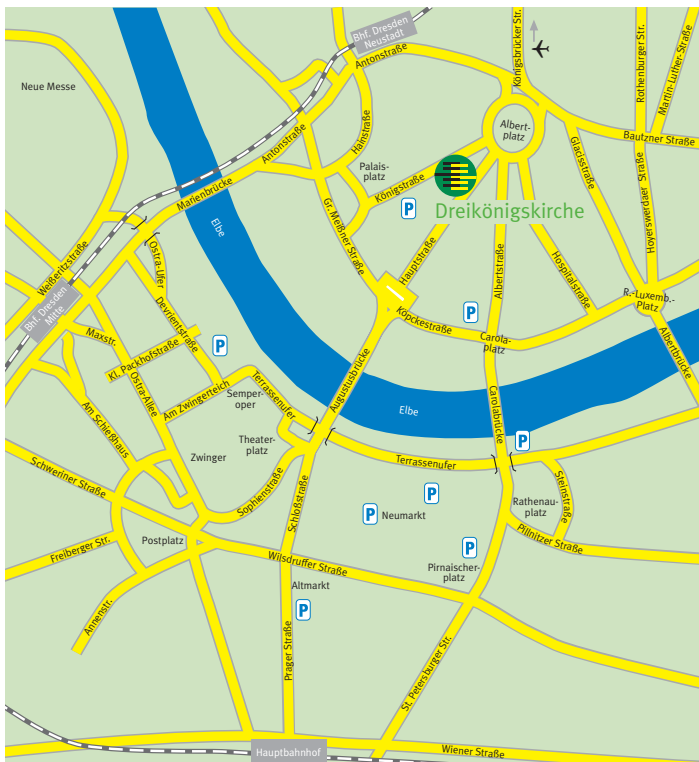 Bhf. Dresden
Neustadt
Königsbrücker Str.
Rothenburger Str.
Martin-Luther-Straße
Neue Messe
Antonstraße
Albert-
platz
Bautzner Straße
Antonstraße
Hainstraße
Glacisstraße
Palais-
platz
Königstraße
Marienbrücke
Gr. Meißner Straße
P
Dreikönigskirche
Hoyerswerdaer Straße
Elbe
Hauptstraße
Albertstraße
Hospitalstraße
Weißeritzstraße
Ostra-Ufer
Bhf. Dresden
Mitte
Devrientstraße
R.-Luxemb.-
Platz
P
Köpckestraße
Carola-
platz
Albertbrücke
Maxstr.
Kl. Packhofstraße
P
Ostra-Allee
Am Zwingerteich
Semper-
oper
Terrassenufer
Augustusbrücke
Elbe
Carolabrücke
Am Schießhaus
Theater-
platz
P
Zwinger
Terrassenufer
Schweriner Straße
Sophienstraße
Schloßstraße
P
Rathenau-
platz
Steinstraße
P
Neumarkt
Pillnitzer Straße
Freiberger Str.
Postplatz
P
Wilsdruffer Straße
Pirnaischer-
platz
Altmarkt
P
Annenstr.
Prager Straße
St. Petersburger Str.
Hauptbahnhof
Wiener Straße